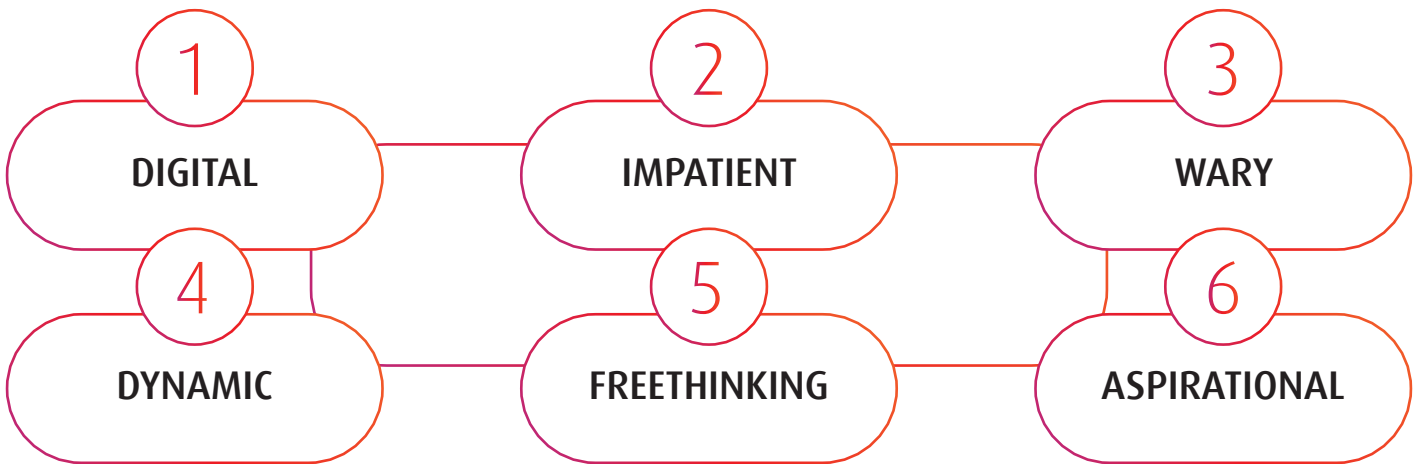 1
DIGITAL
2
IMPATIENT
3
WARY
4
DYNAMIC
5
FREETHINKING
6
ASPIRATIONAL